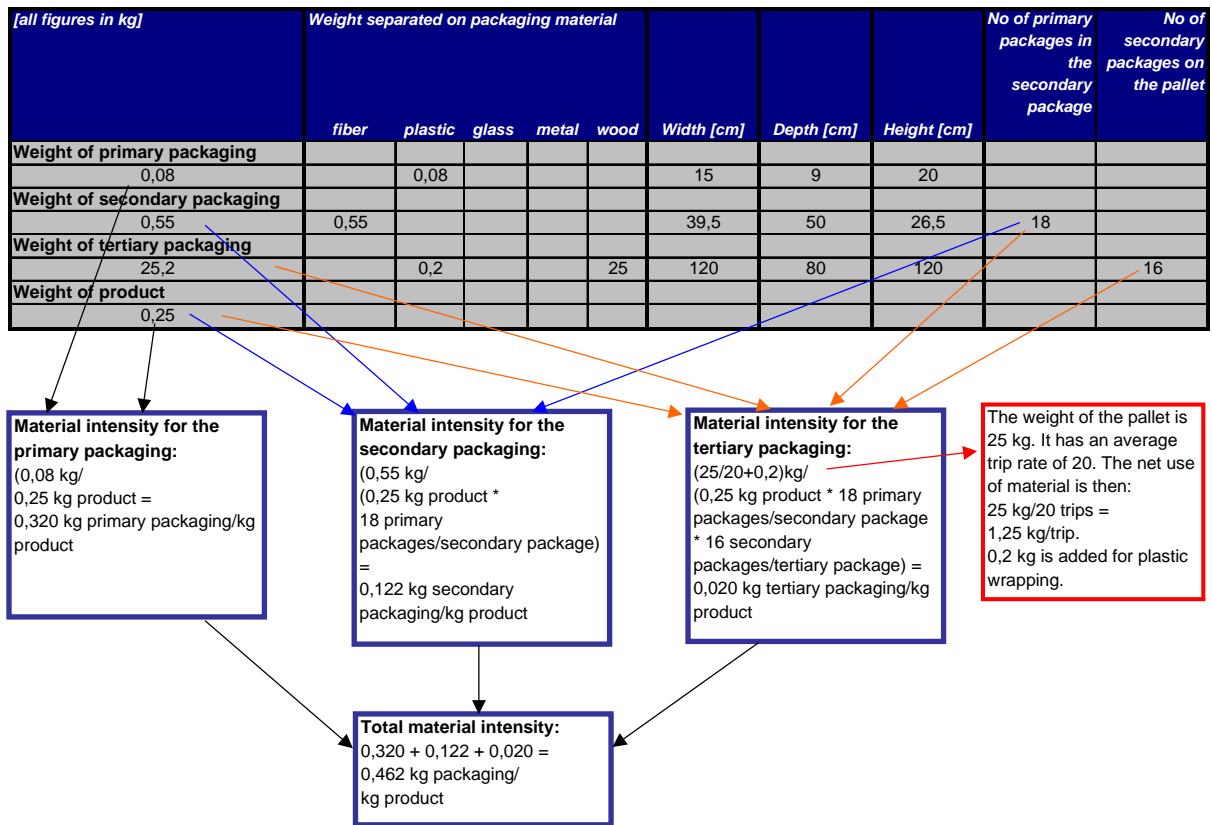 [all figures in kg] Weight separated on packaging material No of primary No of
packages in secondary
the packages on
secondary the pallet
package
fiber plastic glass metal wood Width [cm] Depth [cm] Height [cm]
Weight of primary packaging
0,08 0,08 15 9 20
Weight of secondary packaging
0,55 0,55 39,5 50 26,5 18
Weight of tertiary packaging
25,2 0,2 25 120 80 120 16
Weight of product
0,25
Material intensity for the
primary packaging:
(0,08 kg/
0,25 kg product =
0,320 kg primary packaging/kg
product
Material intensity for the
secondary packaging:
(0,55 kg/
(0,25 kg product *
18 primary
packages/secondary package)
=
0,122 kg secondary
packaging/kg product
Material intensity for the
tertiary packaging:
(25/20+0,2)kg/
(0,25 kg product * 18 primary
packages/secondary package
* 16 secondary
packages/tertiary package) =
0,020 kg tertiary packaging/kg
product
The weight of the pallet is
25 kg. It has an average
trip rate of 20. The net use
of material is then:
25 kg/20 trips =
1,25 kg/trip.
0,2 kg is added for plastic
wrapping.
Total material intensity:
0,320 + 0,122 + 0,020 =
0,462 kg packaging/
kg product